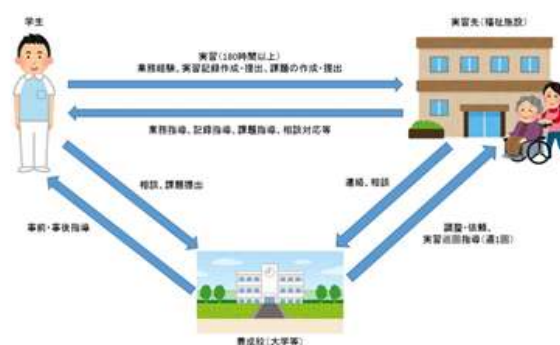 学生
実習先(福祉施設)
実習(180時間以上)
業務経験、実習記録作成・提出、課題の作成・提出
業務指導、記録指導、課題指導、相談対応等
相談、課題提出
連絡、相談
事前・事後指導
調整・依頼、
実習巡回指導(週1回)
養成校(大学等)